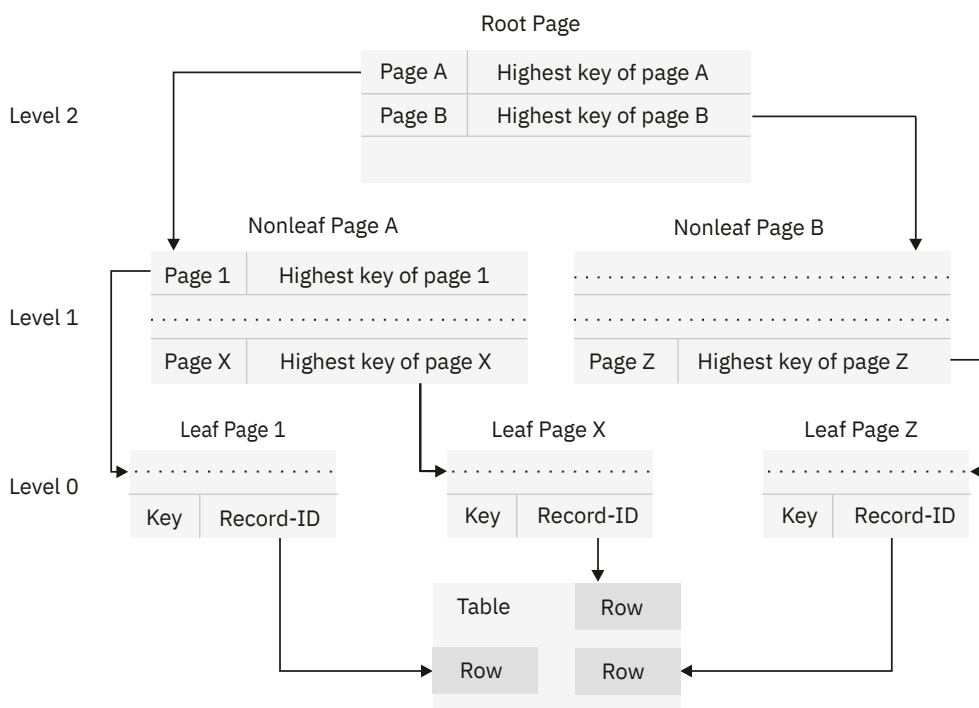 Root Page
Page A Highest key of page A
Level 2
Page B Highest key of page B
Nonleaf Page A
Nonleaf Page B
Page 1 Highest key of page 1
Level 1
Page X Highest key of page X
Page Z Highest key of page Z
Leaf Page 1
Leaf Page X
Leaf Page Z
Level 0
Key Record-ID
Key Record-ID
Key Record-ID
Table
Row
Row
Row